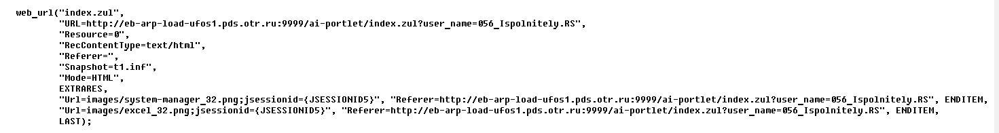 web_url("index.zul",
"URL=http://eb-arp-load-ufos1.pds.otr.ru:9999/ai-portlet/index.zul?user_name=056_Ispolnitely.RS",
"Resource=0",
"RecContentType=text/html",
"Referer=",
"Snapshot=t1.inf",
"Mode=HTML",
EXTRARES,
"Url=images/system-manager_32.png;jsessionid={JSESSIONID5}", "Referer=http://eb-arp-load-ufos1.pds.otr.ru:9999/ai-portlet/index.zul?user_name=056_Ispolnitely.RS", ENDITEM,
"Url=images/excel_32.png;jsessionid={JSESSIONID5}", "Referer=http://eb-arp-load-ufos1.pds.otr.ru:9999/ai-portlet/index.zul?user_name=056_Ispolnitely.RS", ENDITEM,
LAST);